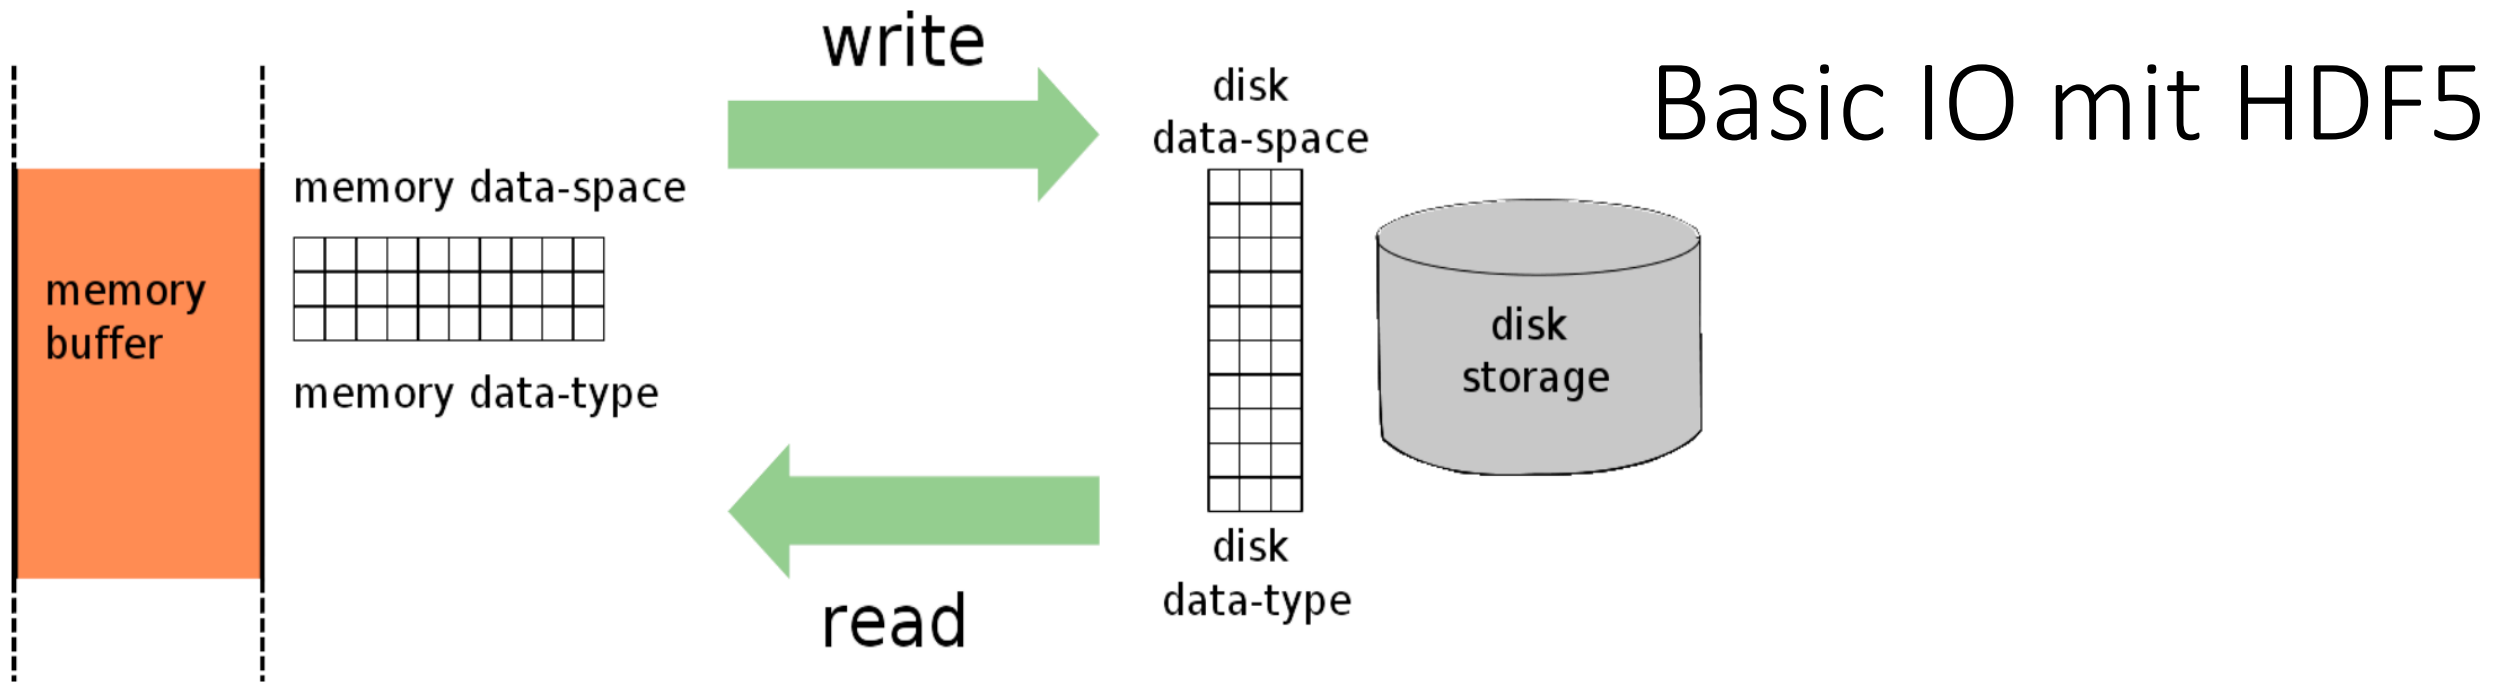 Basic IO mit HDF5
write
memory
buffer
memory data-space
memory data-type
disk
data-space
disk
data-type
disk
storage
read